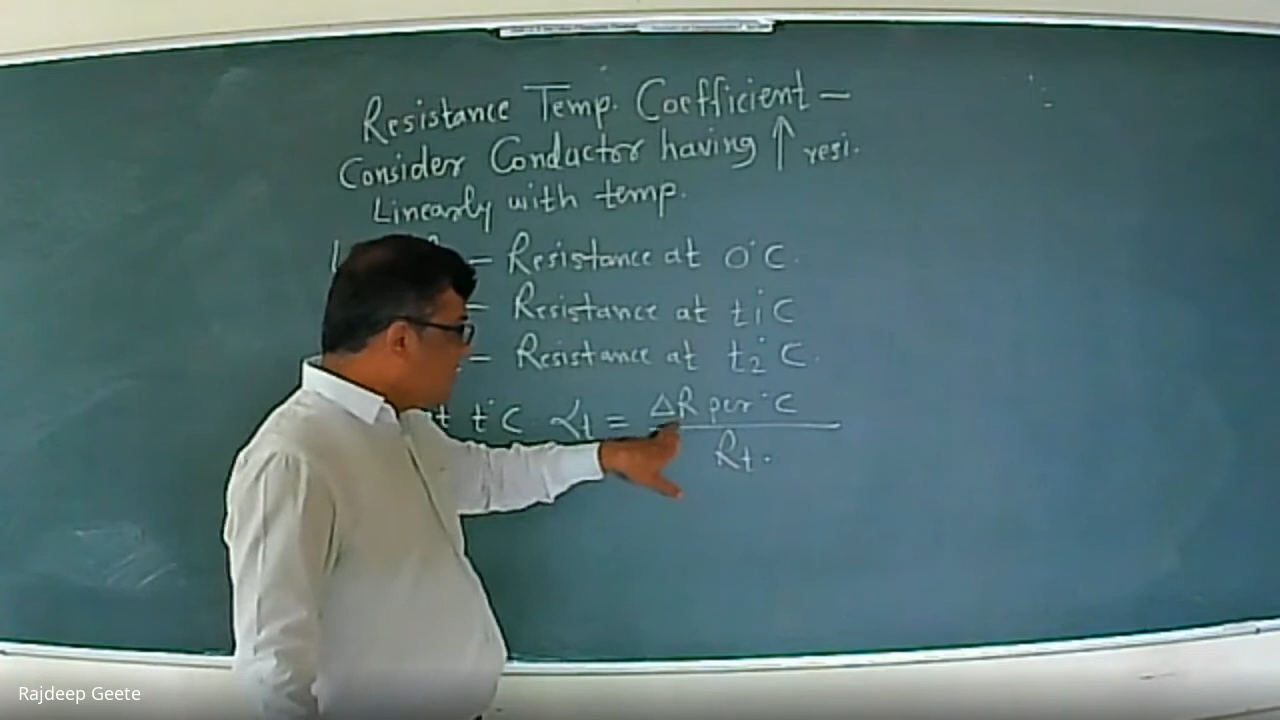 Resistance Temp. Coefficient —
Consider Conductor having ↑ resi.
Linearly with temp.
— Resistance at 0°C.
— Resistance at t1°C
— Resistance at t2°C.
t°C αt = ΔR per °C
Rt.
Rajdeep Geete